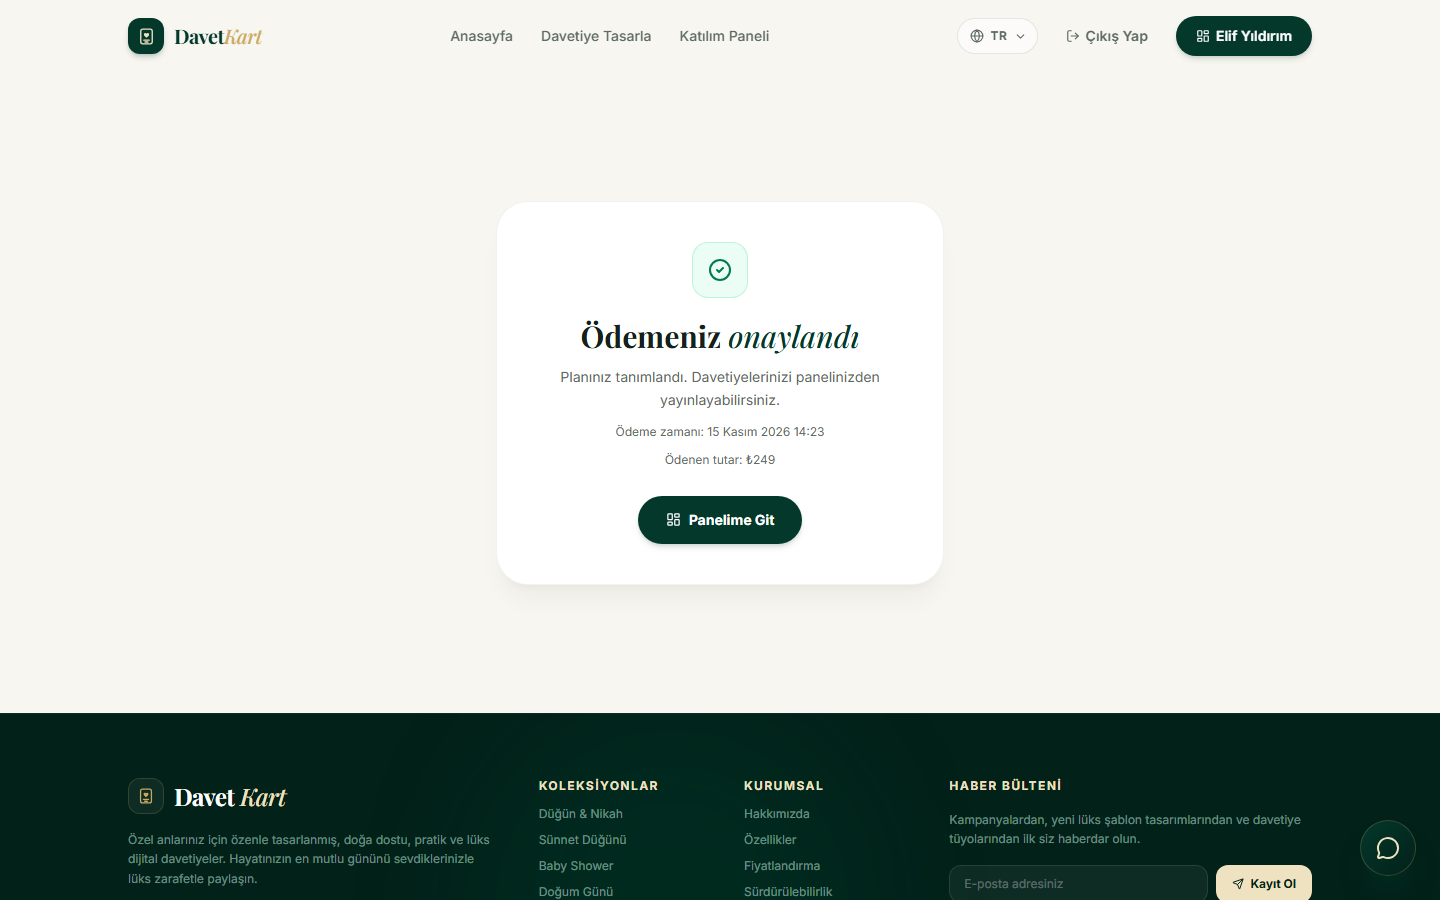 DavetKart
Anasayfa
Davetiye Tasarla
Katılım Paneli
TR
Çıkış Yap
Elif Yıldırım
Ödemeniz onaylandı
Planınız tanımlandı. Davetiyelerinizi panelinizden
yayınlayabilirsiniz.
Ödeme zamanı: 15 Kasım 2026 14:23
Ödenen tutar: ₺249
Panelime Git
Davet Kart
Özel anlarınız için özenle tasarlanmış, doğa dostu, pratik ve lüks
dijital davetiyeler. Hayatınızın en mutlu gününü sevdiklerinizle
lüks zarafetle paylaşın.
KOLEKSİYONLAR
Düğün & Nikah
Sünnet Düğünü
Baby Shower
Doğum Günü
KURUMSAL
Hakkımızda
Özellikler
Fiyatlandırma
Sürdürülebilirlik
HABER BÜLTENİ
Kampanyalardan, yeni lüks şablon tasarımlarından ve davetiye
tüyolarından ilk siz haberdar olun.
E-posta adresiniz
Kayıt Ol